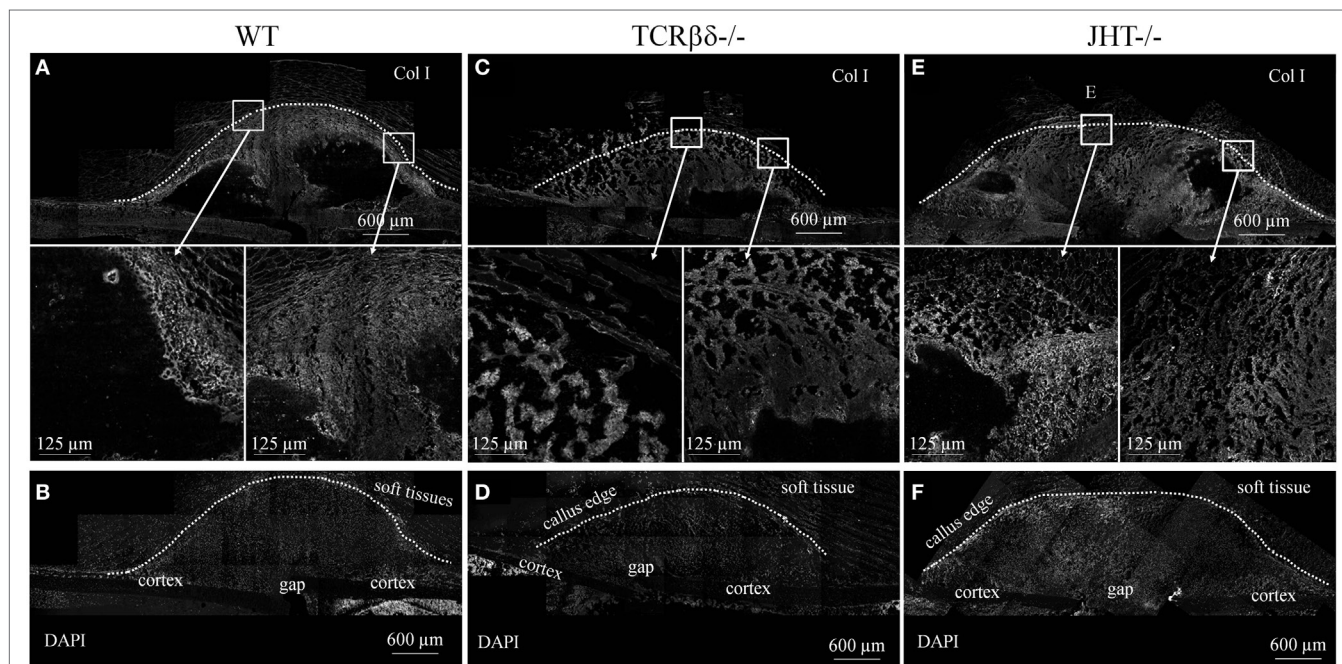 WT
TCRβδ-/-
JHT-/-
A
Col I
600 µm
125 µm
125 µm
C
Col I
600 µm
125 µm
125 µm
E
Col I
E
600 µm
125 µm
125 µm
B
soft tissues
cortex
gap
cortex
DAPI
600 µm
D
soft tissue
callus edge
cortex
gap
cortex
DAPI
600 µm
F
soft tissue
callus edge
cortex
gap
cortex
DAPI
600 µm